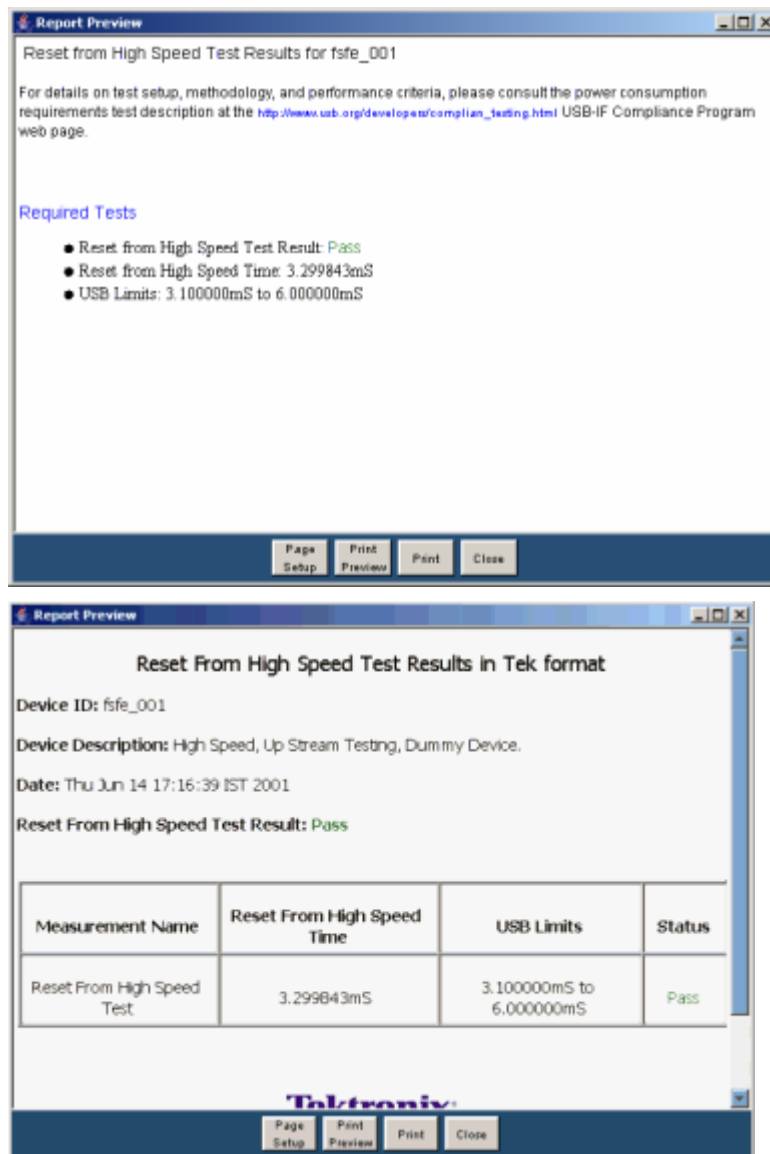 Report Preview
Reset from High Speed Test Results for fsfe_001
For details on test setup, methodology, and performance criteria, please consult the power consumption
requirements test description at the http://www.usb.org/developers/complian_testing.html USB-IF Compliance Program
web page.
Required Tests
● Reset from High Speed Test Result: Pass
● Reset from High Speed Time: 3.299843mS
● USB Limits: 3.100000mS to 6.000000mS
Page Setup
Print Preview
Print
Close
Report Preview
Reset From High Speed Test Results in Tek format
Device ID: fsfe_001
Device Description: High Speed, Up Stream Testing, Dummy Device.
Date: Thu Jun 14 17:16:39 IST 2001
Reset From High Speed Test Result: Pass
Measurement Name
Reset From High Speed
Time
USB Limits
Status
Reset From High Speed
Test
3.299843mS
3.100000mS to
6.000000mS
Pass
Tektronix
Page Setup
Print Preview
Print
Close